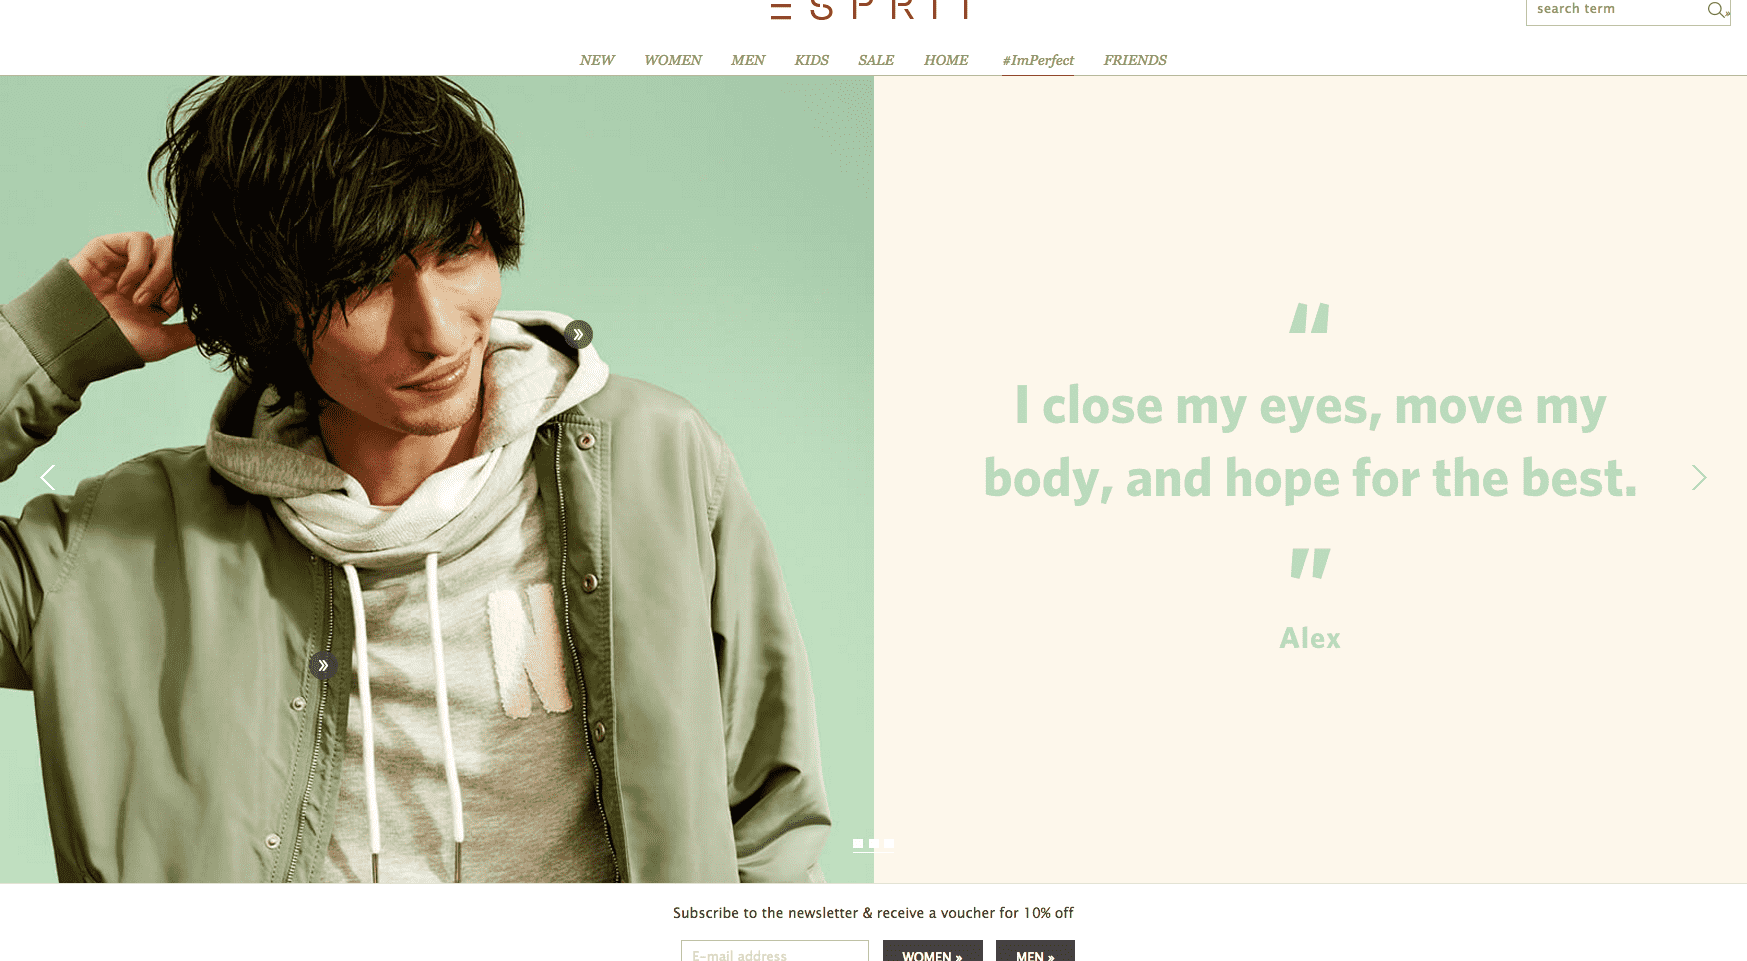 ESPRIT
search term
NEW WOMEN MEN KIDS SALE HOME #ImPerfect FRIENDS
“
I close my eyes, move my
body, and hope for the best.
”
Alex
Subscribe to the newsletter & receive a voucher for 10% off
E-mail address WOMEN » MEN »